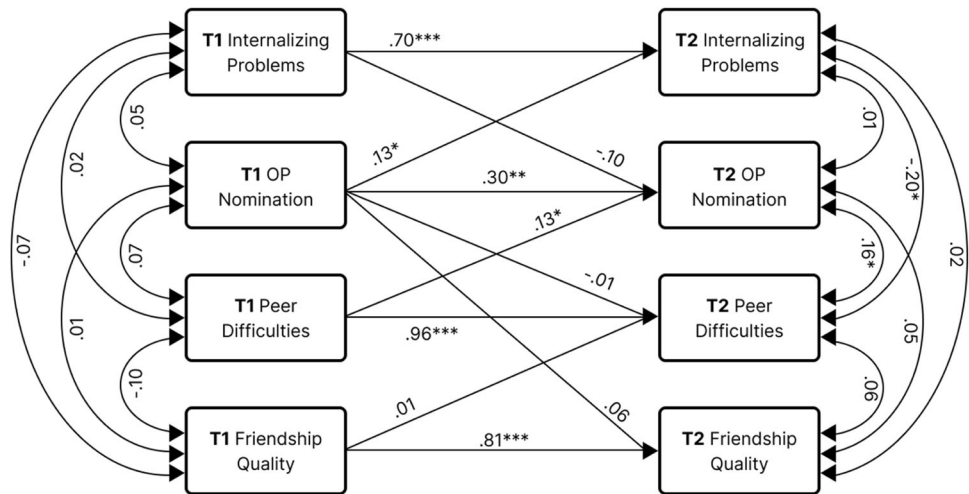 T1 Internalizing
Problems
T2 Internalizing
Problems
.70***
.05
.01
.02
.13*
-.10
-.20*
T1 OP
Nomination
.30**
T2 OP
Nomination
.13*
-.07
.07
.16*
.02
-.01
T1 Peer
Difficulties
.96***
T2 Peer
Difficulties
.01
.05
-.10
.06
.01
.06
T1 Friendship
Quality
.81***
T2 Friendship
Quality